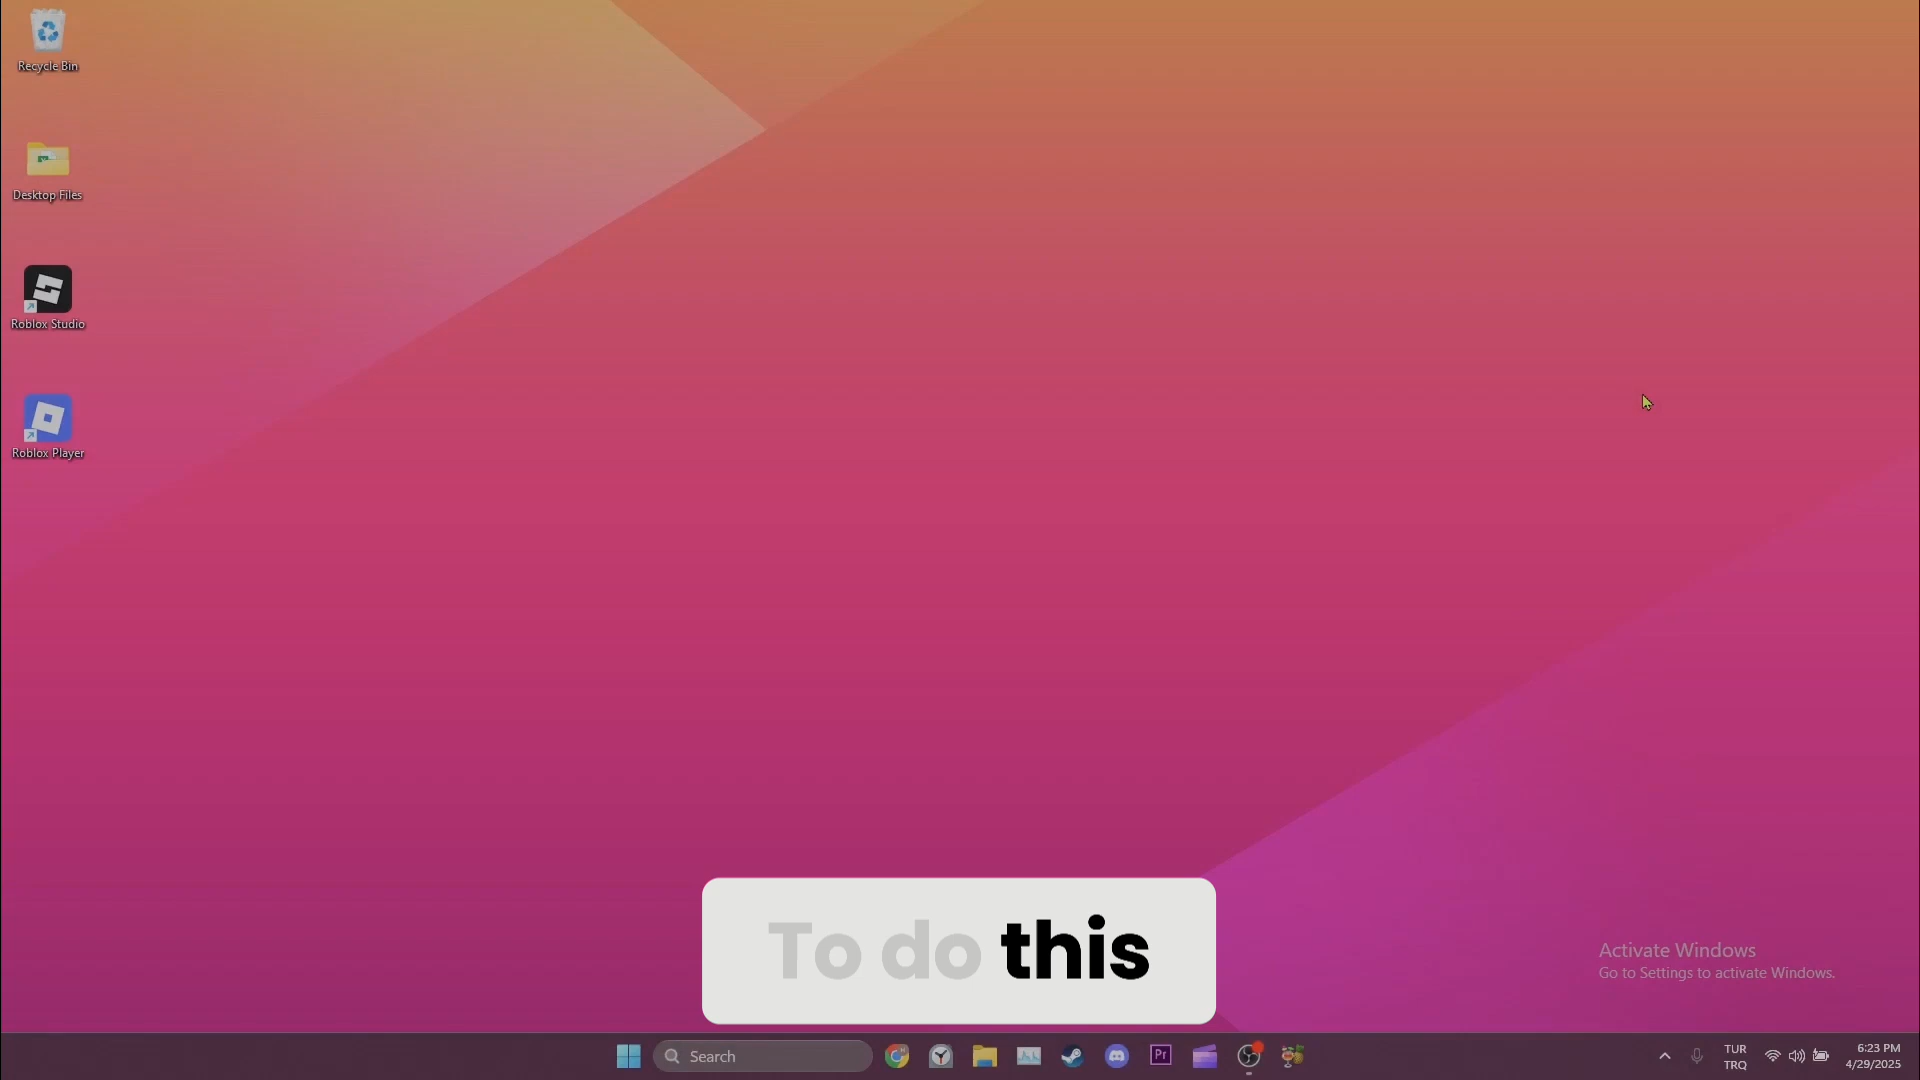 Recycle Bin
Desktop Files
Roblox Studio
Roblox Player
To do this
Activate Windows
Go to Settings to activate Windows.
Search
Pr
TUR
TRQ
6:23 PM
4/29/2025